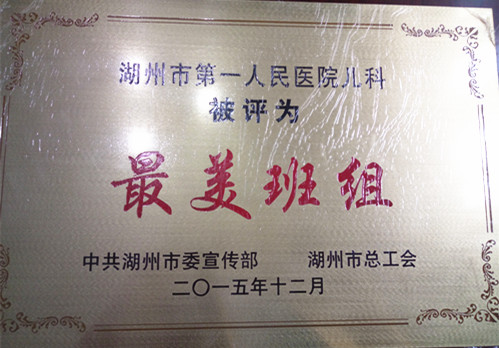 湖州市第一人民医院儿科
被评为
最美班组
中共湖州市委宣传部 湖州市总工会
二〇一五年十二月